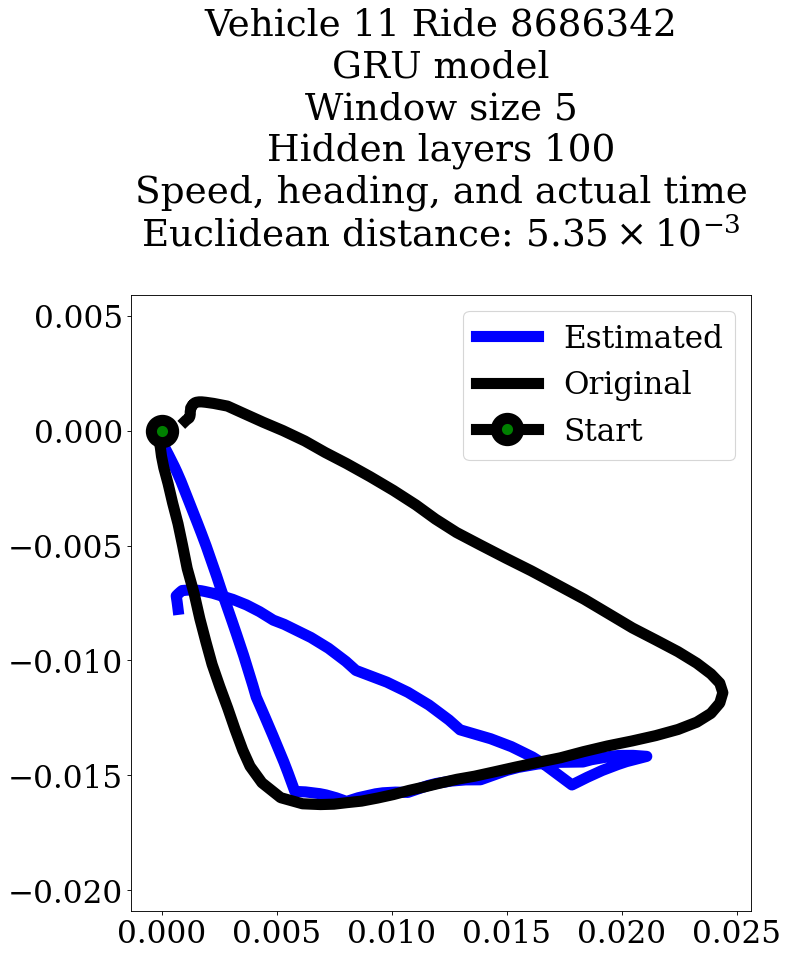 Vehicle 11 Ride 8686342
GRU model
Window size 5
Hidden layers 100
Speed, heading, and actual time
Euclidean distance: 5.35 × 10⁻³
Estimated
Original
Start
0.005
0.000
−0.005
−0.010
−0.015
−0.020
0.000 0.005 0.010 0.015 0.020 0.025